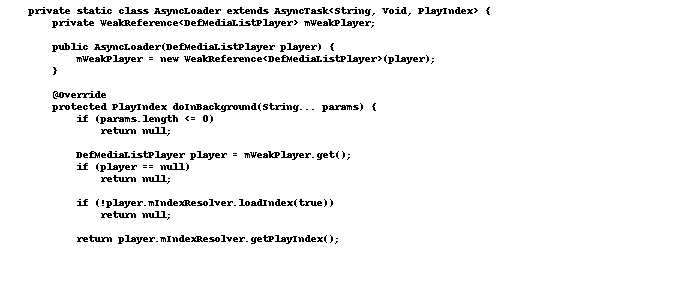 private static class AsyncLoader extends AsyncTask<String, Void, PlayIndex> {
private WeakReference<DefMediaListPlayer> mWeakPlayer;
public AsyncLoader(DefMediaListPlayer player) {
mWeakPlayer = new WeakReference<DefMediaListPlayer>(player);
}
@Override
protected PlayIndex doInBackground(String... params) {
if (params.length <= 0)
return null;
DefMediaListPlayer player = mWeakPlayer.get();
if (player == null)
return null;
if (!player.mIndexResolver.loadIndex(true))
return null;
return player.mIndexResolver.getPlayIndex();